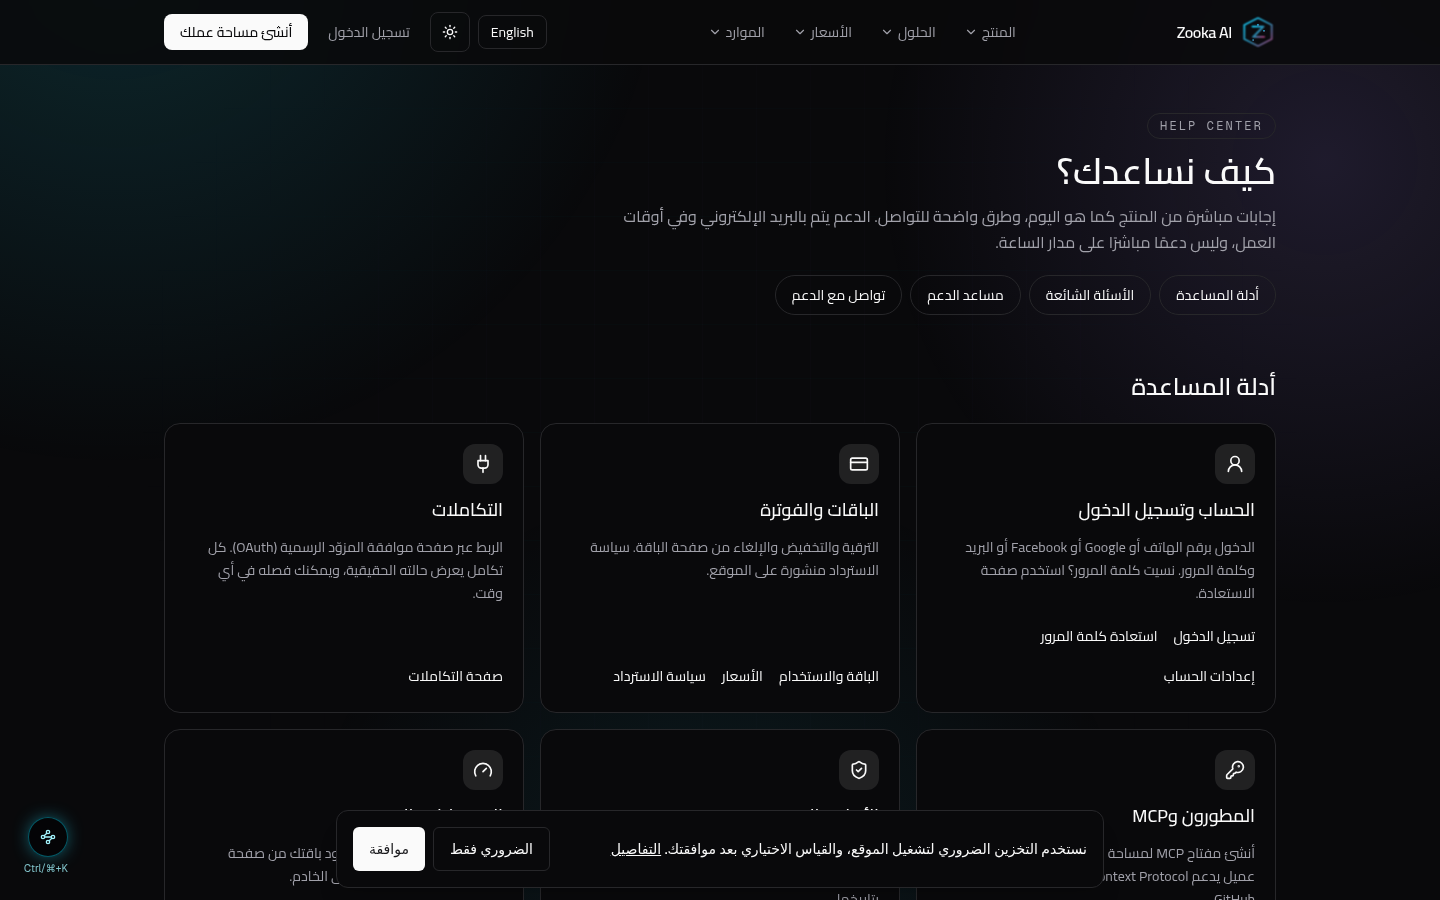 Zooka AI
المنتج
الحلول
الأسعار
الموارد
English
تسجيل الدخول
أنشئ مساحة عملك
HELP CENTER
كيف نساعدك؟
إجابات مباشرة من المنتج كما هو اليوم، وطرق واضحة للتواصل. الدعم يتم بالبريد الإلكتروني وفي أوقات
العمل، وليس دعمًا مباشرًا على مدار الساعة.
أدلة المساعدة
الأسئلة الشائعة
مساعد الدعم
تواصل مع الدعم
أدلة المساعدة
الحساب وتسجيل الدخول
الدخول برقم الهاتف أو Google أو Facebook أو البريد
وكلمة المرور. نسيت كلمة المرور؟ استخدم صفحة
الاستعادة.
تسجيل الدخول استعادة كلمة المرور
إعدادات الحساب
الباقات والفوترة
الترقية والتخفيض والإلغاء من صفحة الباقة. سياسة
الاسترداد منشورة على الموقع.
الباقة والاستخدام الأسعار سياسة الاسترداد
التكاملات
الربط عبر صفحة موافقة المزوّد الرسمية (OAuth). كل
تكامل يعرض حالته الحقيقية، ويمكنك فصله في أي
وقت.
صفحة التكاملات
المطورون وMCP
أنشئ مفتاح MCP لمساحة
عميل يدعم Protocol
GitHub
باقتك من صفحة
الخادم.
نستخدم التخزين الضروري لتشغيل الموقع، والقياس الاختياري بعد موافقتك. التفاصيل
الضروري فقط
موافقة
Ctrl/⌘+K